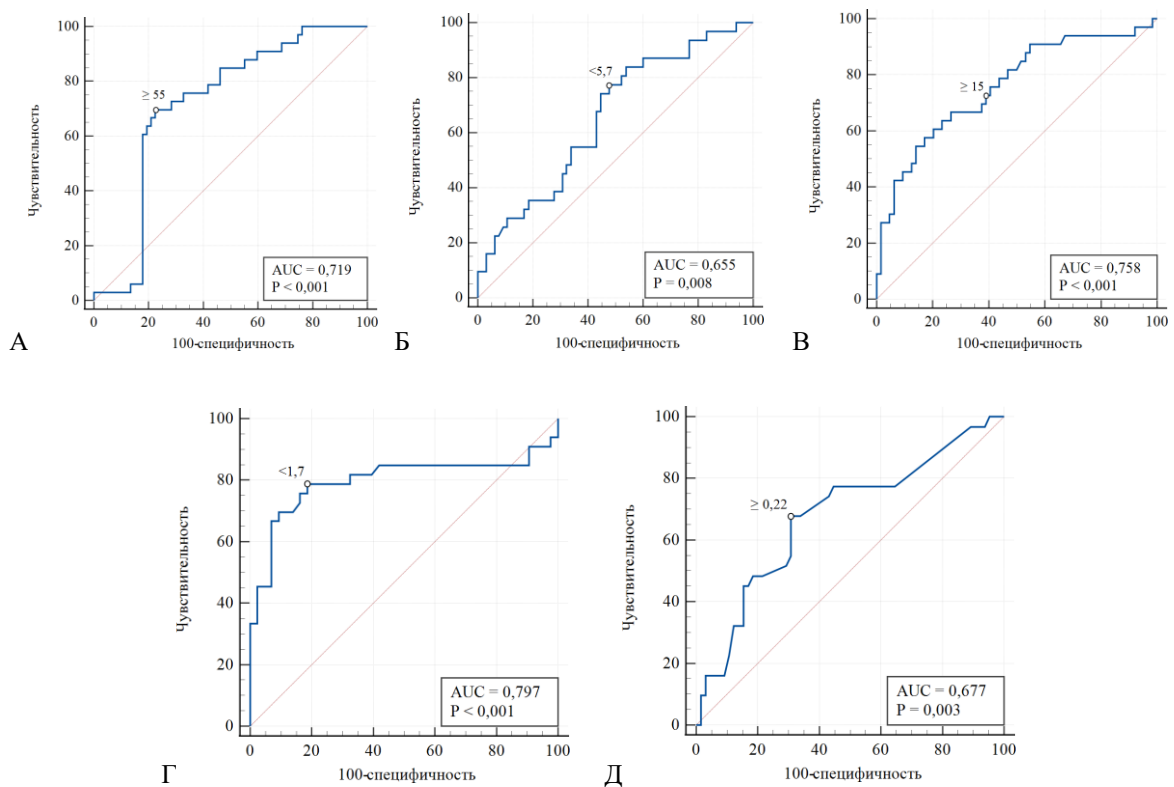 100
80
60
40
20
0
Чувствительность
≥ 55
AUC = 0,719
P < 0,001
0 20 40 60 80 100
100-специфичность
А
100
80
60
40
20
0
Чувствительность
<5,7
AUC = 0,655
P = 0,008
0 20 40 60 80 100
100-специфичность
Б
100
80
60
40
20
0
Чувствительность
≥ 15
AUC = 0,758
P < 0,001
0 20 40 60 80 100
100-специфичность
В
100
80
60
40
20
0
Чувствительность
<1,7
AUC = 0,797
P < 0,001
0 20 40 60 80 100
100-специфичность
Г
100
80
60
40
20
0
Чувствительность
≥ 0,22
AUC = 0,677
P = 0,003
0 20 40 60 80 100
100-специфичность
Д